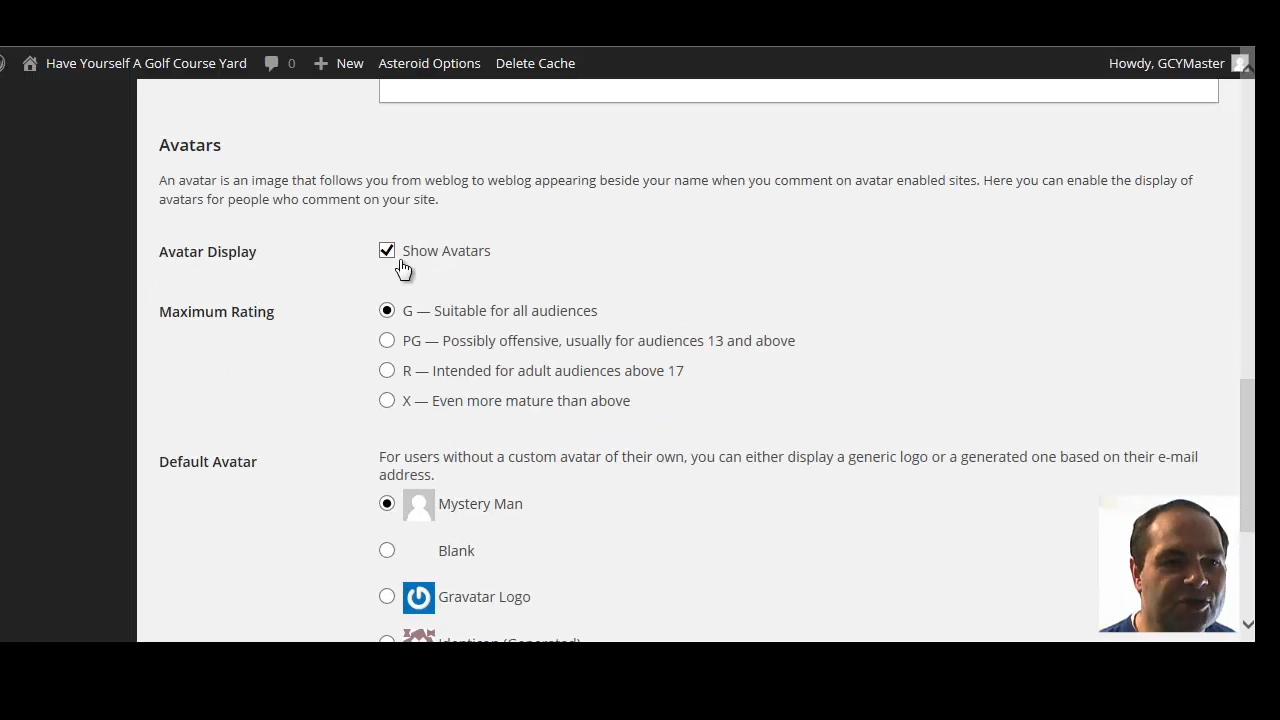 Have Yourself A Golf Course Yard 0 New Asteroid Options Delete Cache Howdy, GCYMaster
Avatars
An avatar is an image that follows you from weblog to weblog appearing beside your name when you comment on avatar enabled sites. Here you can enable the display of
avatars for people who comment on your site.
Avatar Display Show Avatars
Maximum Rating G — Suitable for all audiences
PG — Possibly offensive, usually for audiences 13 and above
R — Intended for adult audiences above 17
X — Even more mature than above
Default Avatar For users without a custom avatar of their own, you can either display a generic logo or a generated one based on their e-mail
address.
Mystery Man
Blank
Gravatar Logo
Identicon (Generated)